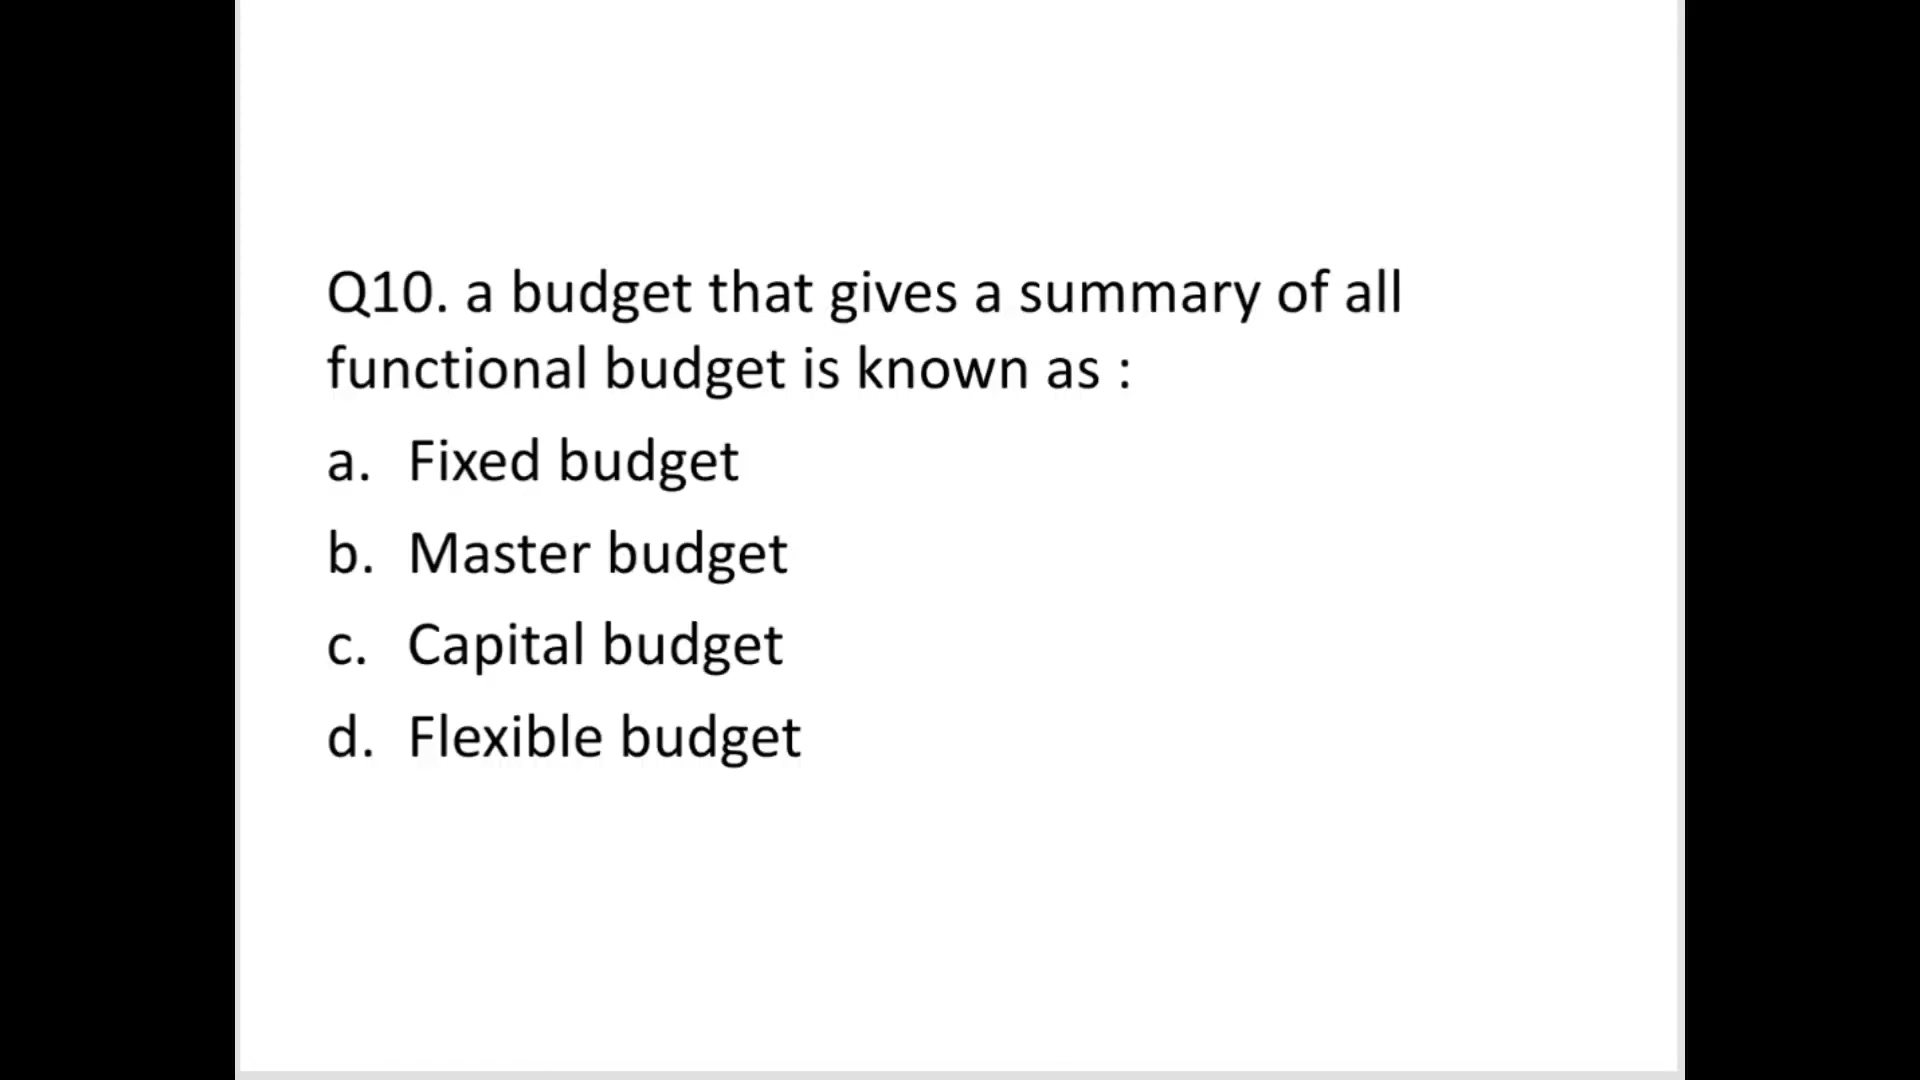 Q10. a budget that gives a summary of all
functional budget is known as :
a. Fixed budget
b. Master budget
c. Capital budget
d. Flexible budget